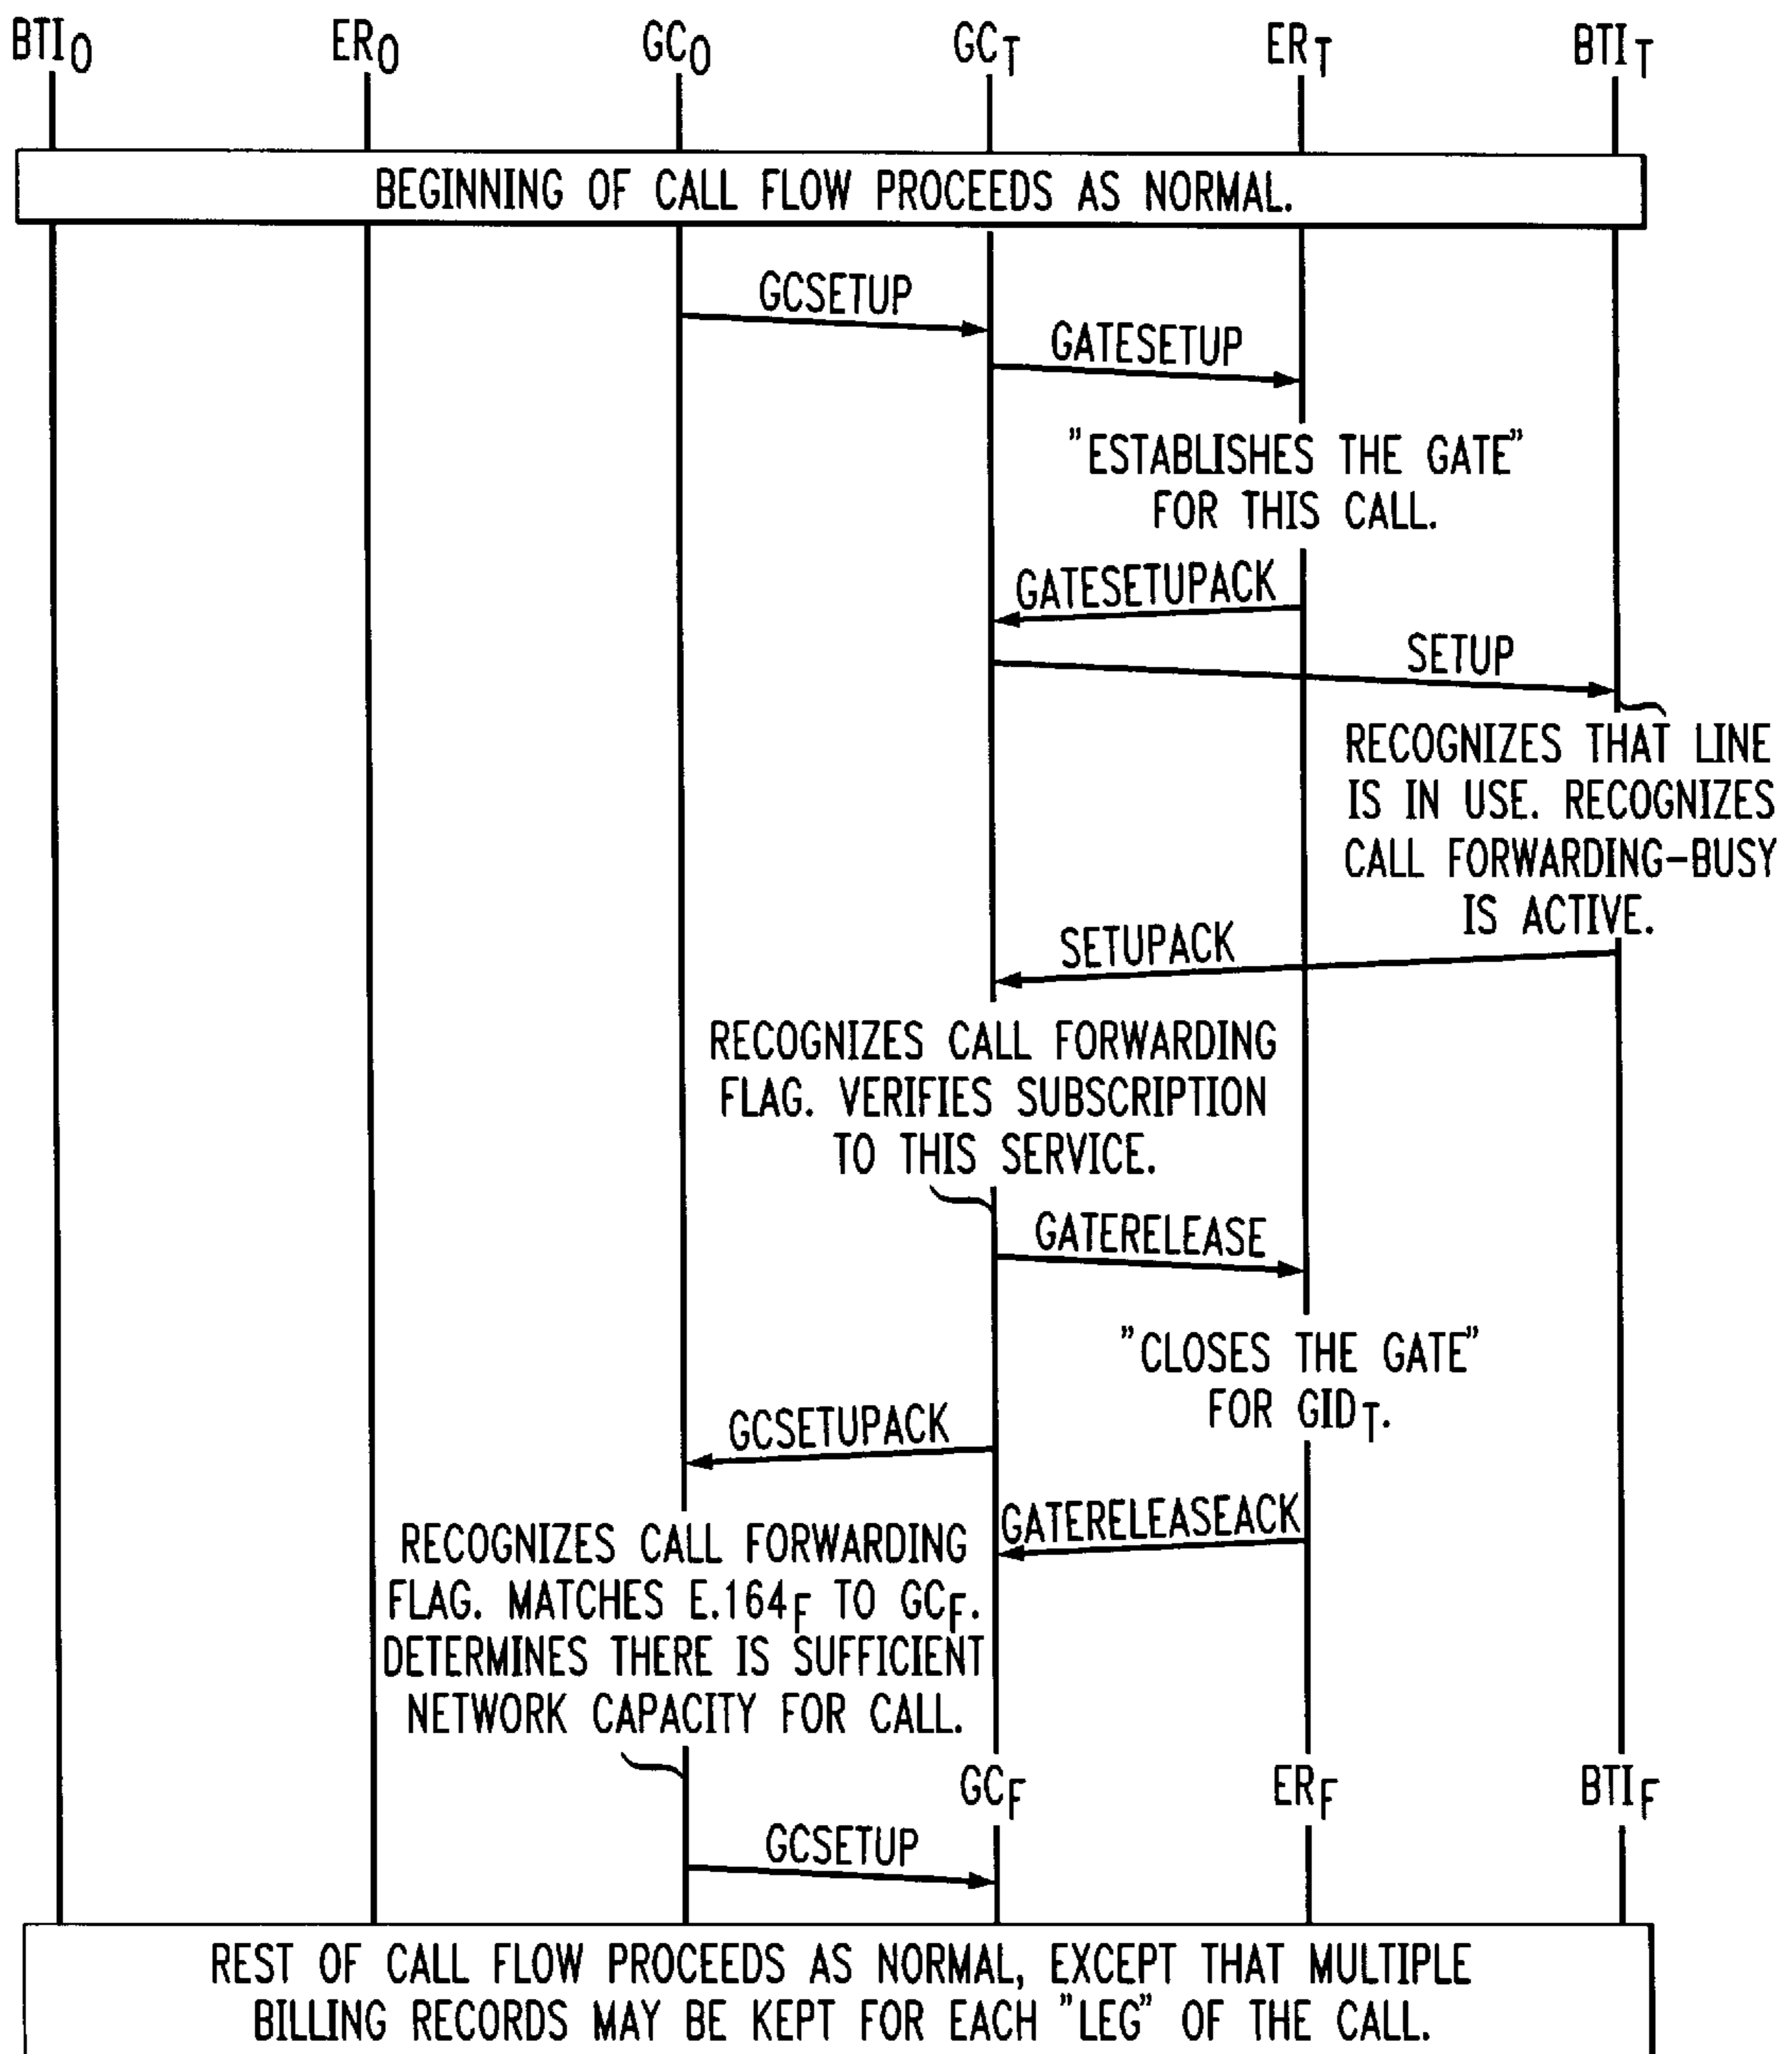 BTIO ERO GCO GCT ERT BTIT
BEGINNING OF CALL FLOW PROCEEDS AS NORMAL.
GCSETUP
GATESETUP
"ESTABLISHES THE GATE"
FOR THIS CALL.
GATESETUPACK
SETUP
RECOGNIZES THAT LINE
IS IN USE. RECOGNIZES
CALL FORWARDING-BUSY
IS ACTIVE.
SETUPACK
RECOGNIZES CALL FORWARDING
FLAG. VERIFIES SUBSCRIPTION
TO THIS SERVICE.
GATERELEASE
"CLOSES THE GATE"
FOR GIDT.
GCSETUPACK
GATERELEASEACK
RECOGNIZES CALL FORWARDING
FLAG. MATCHES E.164F TO GCF.
DETERMINES THERE IS SUFFICIENT
NETWORK CAPACITY FOR CALL.
GCF ERF BTIF
GCSETUP
REST OF CALL FLOW PROCEEDS AS NORMAL, EXCEPT THAT MULTIPLE
BILLING RECORDS MAY BE KEPT FOR EACH "LEG" OF THE CALL.